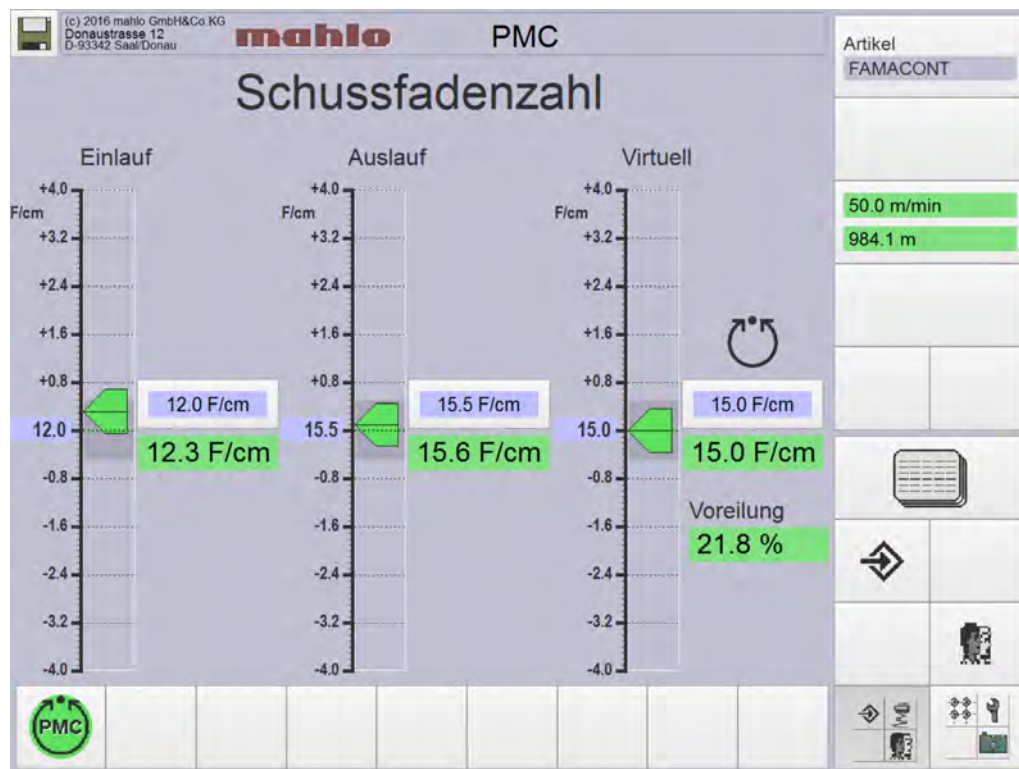 (c) 2016 mahlo GmbH&Co.KG
Donaustrasse 12
D-93342 Saal/Donau
mahlo
PMC
Schussfadenzahl
Artikel
FAMACONT
50.0 m/min
984.1 m
Einlauf
+4.0
F/cm
+3.2
+2.4
+1.6
+0.8
12.0
-0.8
-1.6
-2.4
-3.2
-4.0
12.0 F/cm
12.3 F/cm
Auslauf
+4.0
F/cm
+3.2
+2.4
+1.6
+0.8
15.5
-0.8
-1.6
-2.4
-3.2
-4.0
15.5 F/cm
15.6 F/cm
Virtuell
+4.0
F/cm
+3.2
+2.4
+1.6
+0.8
15.0
-0.8
-1.6
-2.4
-3.2
-4.0
15.0 F/cm
15.0 F/cm
Voreilung
21.8 %
PMC